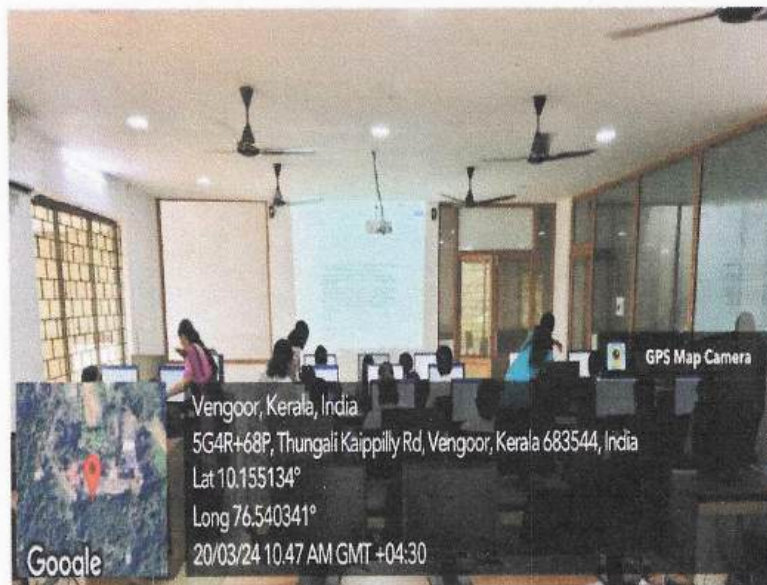 GPS Map Camera
Vengoor, Kerala, India
5G4R+68P, Thungali Kaippilly Rd, Vengoor, Kerala 683544, India
Lat 10.155134°
Long 76.540341°
20/03/24 10.47 AM GMT +04:30
Google